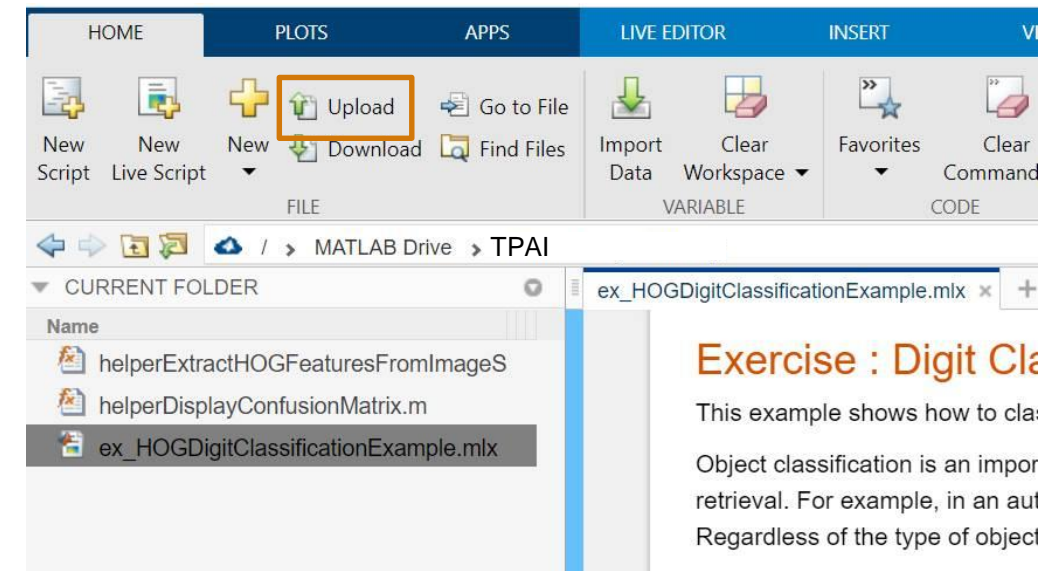 HOME PLOTS APPS LIVE EDITOR INSERT VI
Upload Go to File
New Script New Live Script New Download Find Files Import Data Clear Workspace Favorites Clear Command
FILE VARIABLE CODE
/ > MATLAB Drive > TPAI
CURRENT FOLDER
ex_HOGDigitClassificationExample.mlx × +
Name
helperExtractHOGFeaturesFromImageS
helperDisplayConfusionMatrix.m
ex_HOGDigitClassificationExample.mlx
Exercise : Digit Cla
This example shows how to clas
Object classification is an impor
retrieval. For example, in an aut
Regardless of the type of object